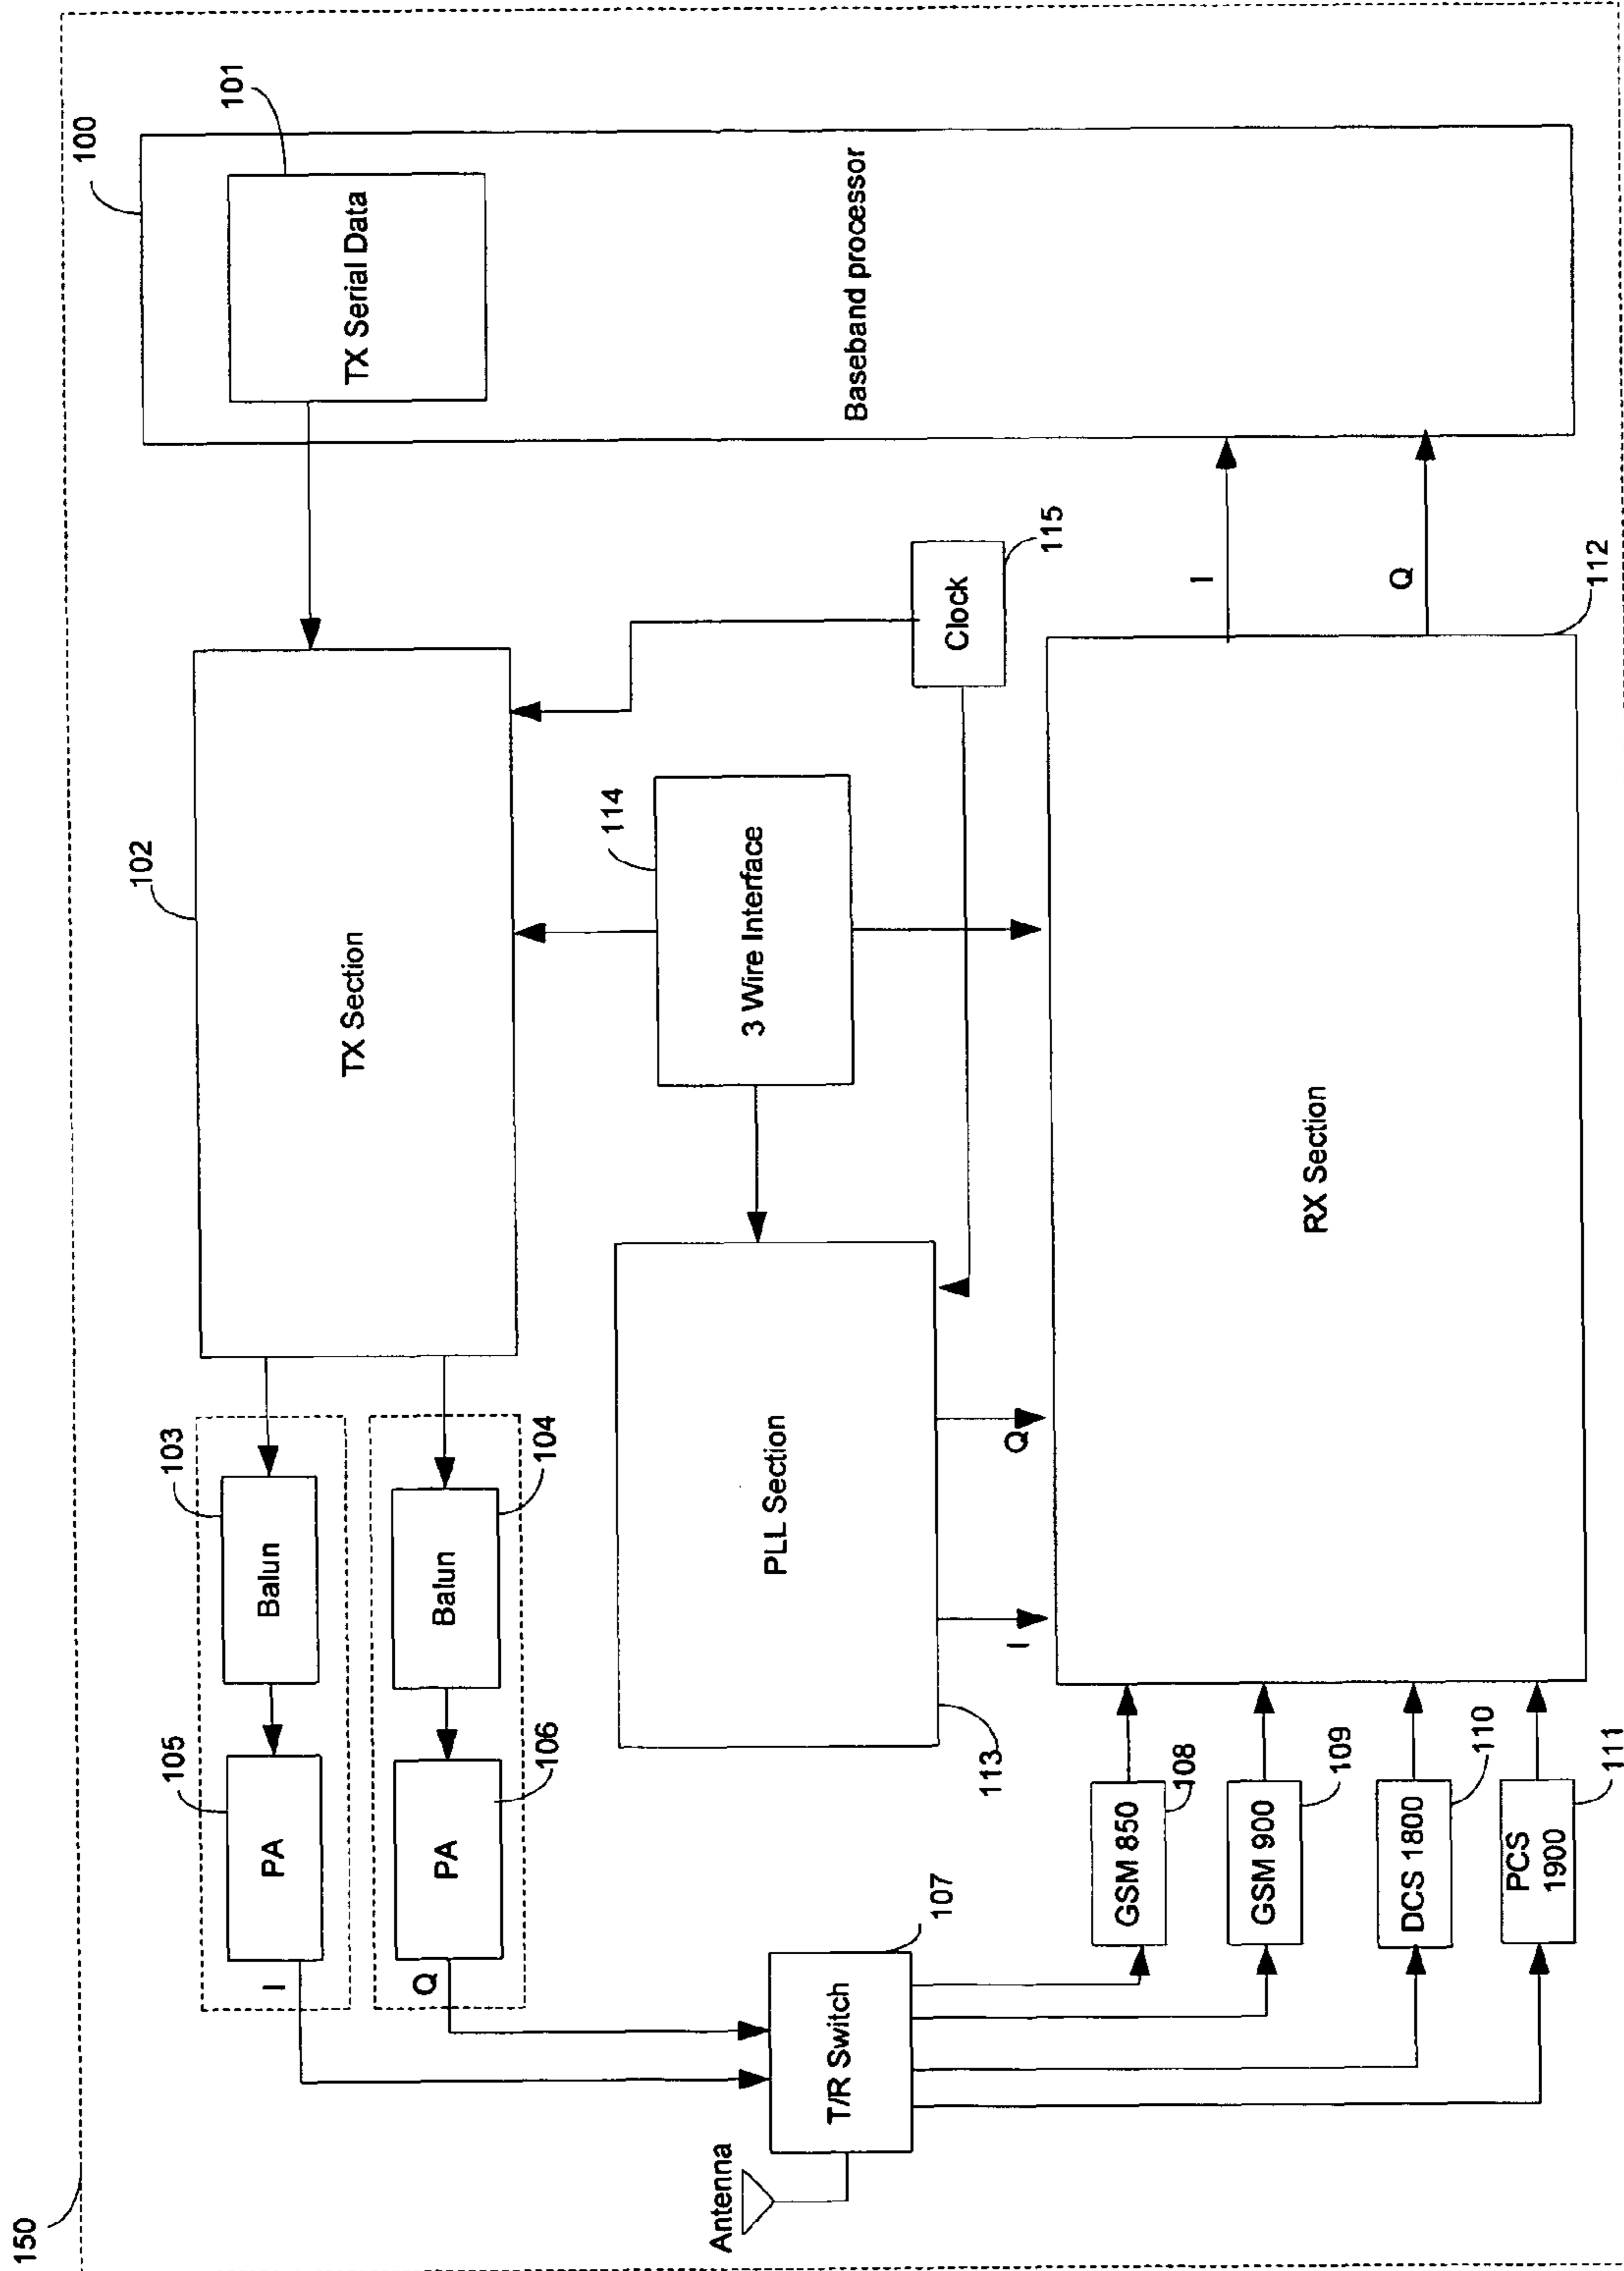 150
100
101
TX Serial Data
Baseband processor
102
TX Section
103
Balun
105
PA
I
104
Balun
106
PA
Q
114
3 Wire Interface
Clock
115
PLL Section
113
I
Q
Antenna
T/R Switch
107
GSM 850
108
GSM 900
109
DCS 1800
110
PCS
1900
111
RX Section
112
I
Q